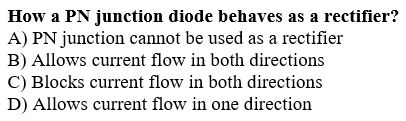 How a PN junction diode behaves as a rectifier?
A) PN junction cannot be used as a rectifier
B) Allows current flow in both directions
C) Blocks current flow in both directions
D) Allows current flow in one direction